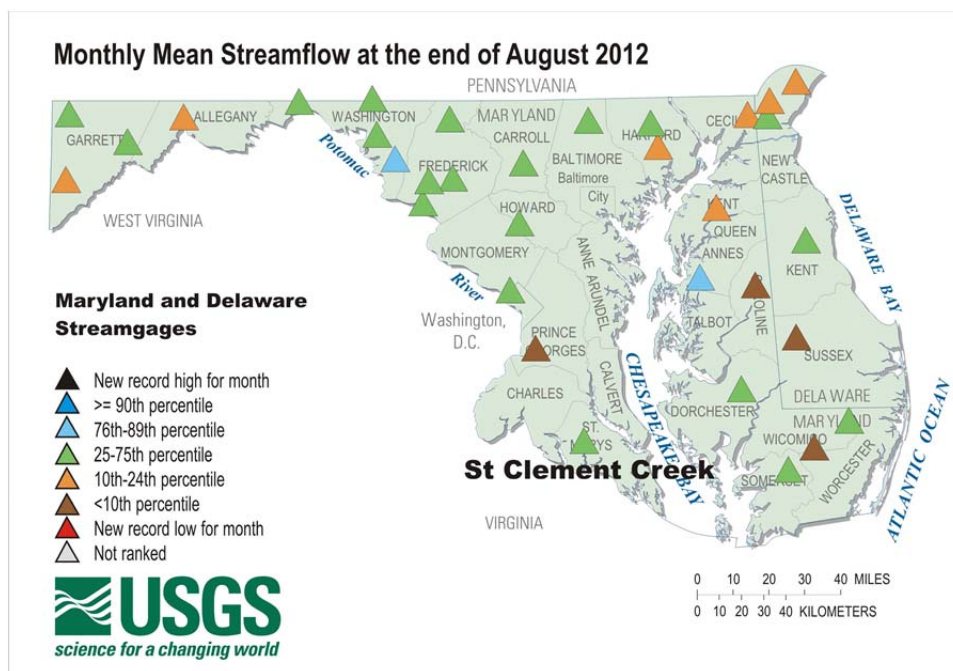 Monthly Mean Streamflow at the end of August 2012
PENNSYLVANIA
GARRETT
ALLEGANY
WASHINGTON
MARYLAND
CARROLL
HARFORD
CECIL
Potomac
FREDERICK
BALTIMORE
Baltimore
City
NEW
CASTLE
WEST VIRGINIA
HOWARD
KENT
QUEEN
ANNES
DELAWARE BAY
MONTGOMERY
ANNE ARUNDEL
KENT
River
Maryland and Delaware
Streamgages
Washington,
D.C.
TALBOT
OLINE
PRINCE
ORGES
SUSSEX
CHARLES
CALVERT
CHESAPEAKE BAY
DORCHESTER
DELAWARE
MARYLAND
ST.
MARYS
WICOMICO
St Clement Creek
SOMERSET
WORCESTER
ATLANTIC OCEAN
VIRGINIA
New record high for month
>= 90th percentile
76th-89th percentile
25-75th percentile
10th-24th percentile
<10th percentile
New record low for month
Not ranked
0 10 20 30 40 MILES
0 10 20 30 40 KILOMETERS
USGS
science for a changing world